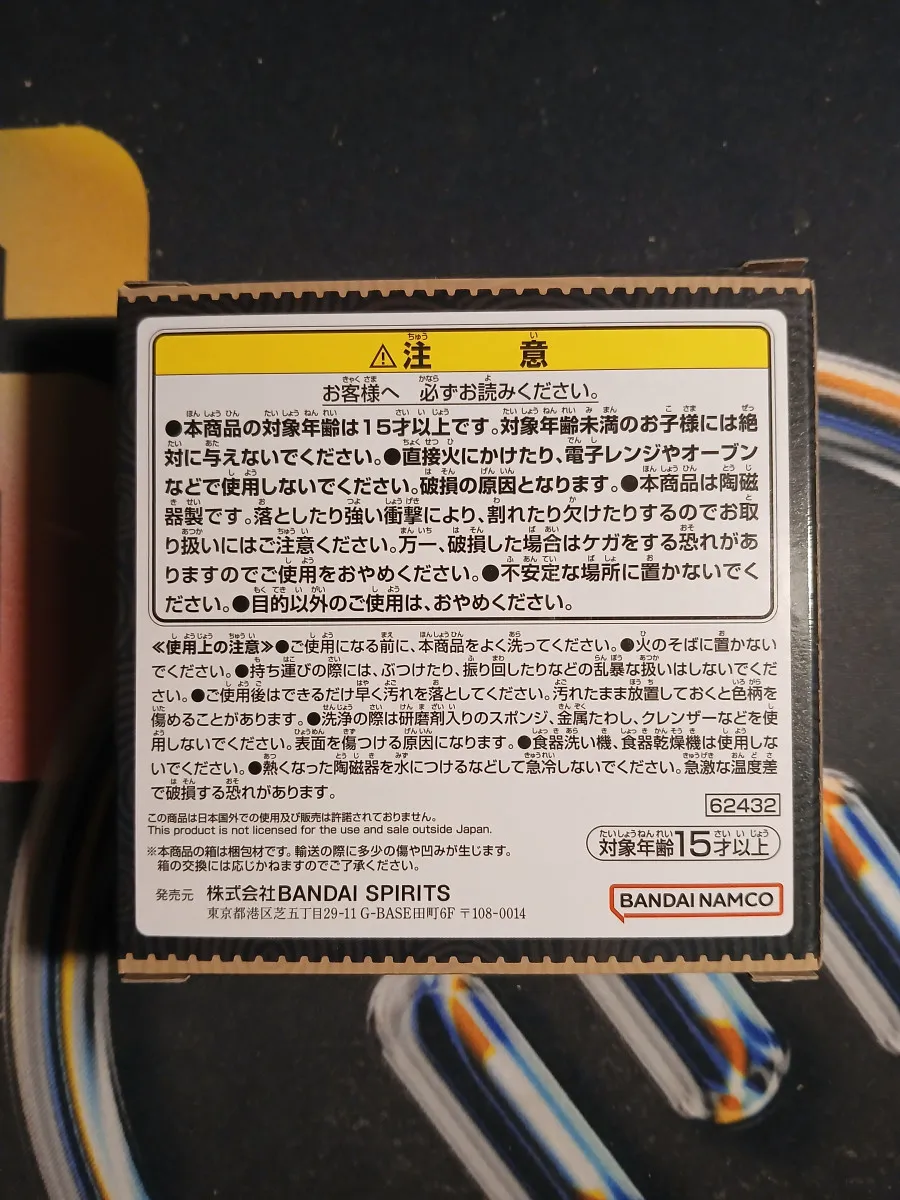 ⚠注 意
お客様へ 必ずお読みください。
●本商品の対象年齢は15才以上です。対象年齢未満のお子様には絶
対に与えないでください。●直接火にかけたり、電子レンジやオーブン
などで使用しないでください。破損の原因となります。●本商品は陶磁
器製です。落としたり強い衝撃により、割れたり欠けたりするのでお取
り扱いにはご注意ください。万一、破損した場合はケガをする恐れがあ
りますのでご使用をおやめください。●不安定な場所に置かないでく
ださい。●目的以外のご使用は、おやめください。
≪使用上の注意≫●ご使用になる前に、本商品をよく洗ってください。●火のそばに置かない
でください。●持ち運びの際には、ぶつけたり、振り回したりなどの乱暴な扱いはしないでくだ
さい。●ご使用後はできるだけ早く汚れを落としてください。汚れたまま放置しておくと色柄を
傷めることがあります。●洗浄の際は研磨剤入りのスポンジ、金属たわし、クレンザーなどを使
用しないでください。表面を傷つける原因になります。●食器洗い機、食器乾燥機は使用しな
いでください。●熱くなった陶磁器を水につけるなどして急冷しないでください。急激な温度差
で破損する恐れがあります。
62432
この商品は日本国外での使用及び販売は許諾されておりません。
This product is not licensed for the use and sale outside Japan.
対象年齢15才以上
※本商品の箱は梱包材です。輸送の際に多少の傷や凹みが生じます。
箱の交換には応じかねますのでご了承ください。
発売元 株式会社BANDAI SPIRITS
東京都港区芝五丁目29-11 G-BASE田町6F 〒108-0014
BANDAI NAMCO